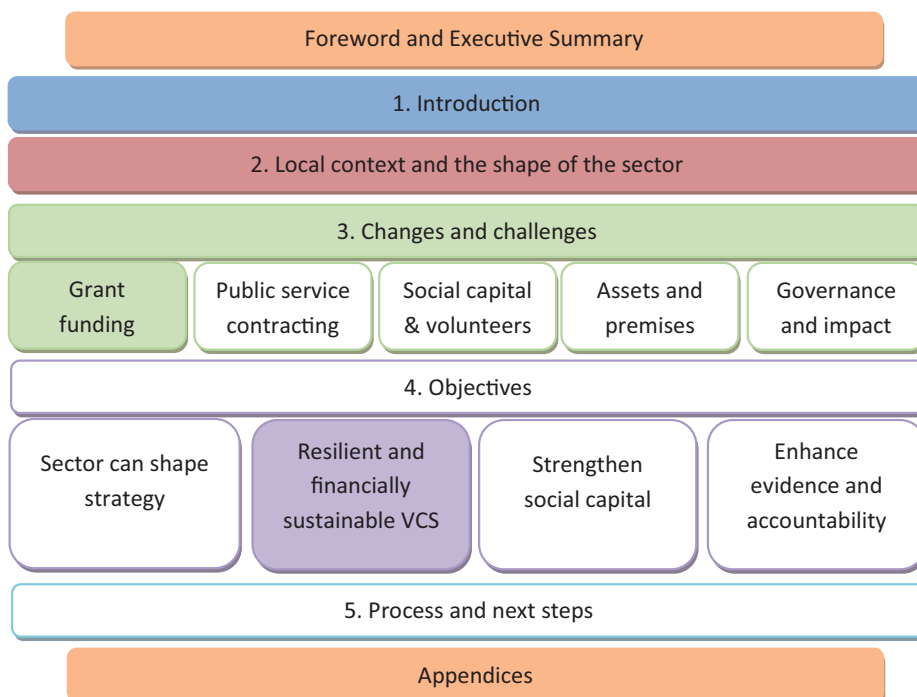 Foreword and Executive Summary
1. Introduction
2. Local context and the shape of the sector
3. Changes and challenges
Grant
funding
Public service
contracting
Social capital
& volunteers
Assets and
premises
Governance
and impact
4. Objectives
Sector can shape
strategy
Resilient and
financially
sustainable VCS
Strengthen
social capital
Enhance
evidence and
accountability
5. Process and next steps
Appendices